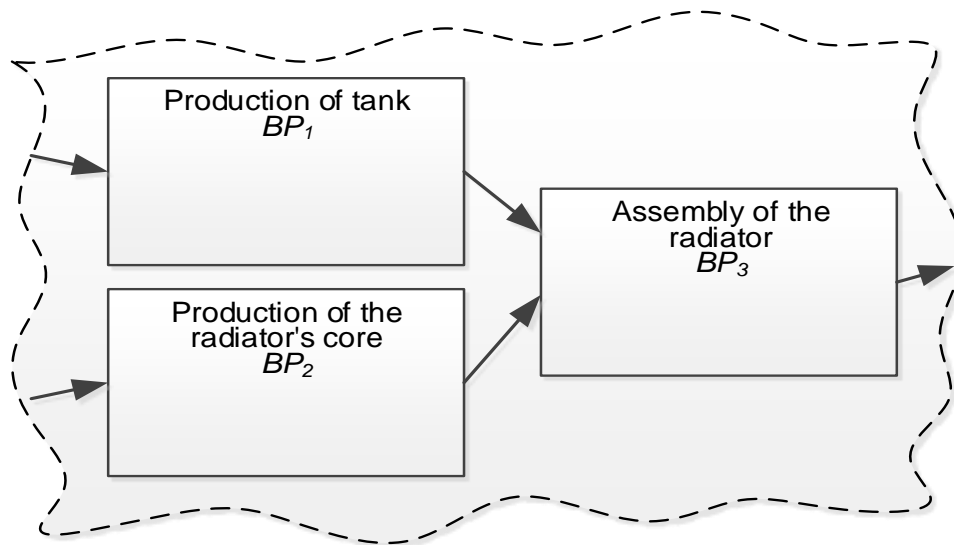 Production of tank
BP₁
Production of the
radiator's core
BP₂
Assembly of the
radiator
BP₃